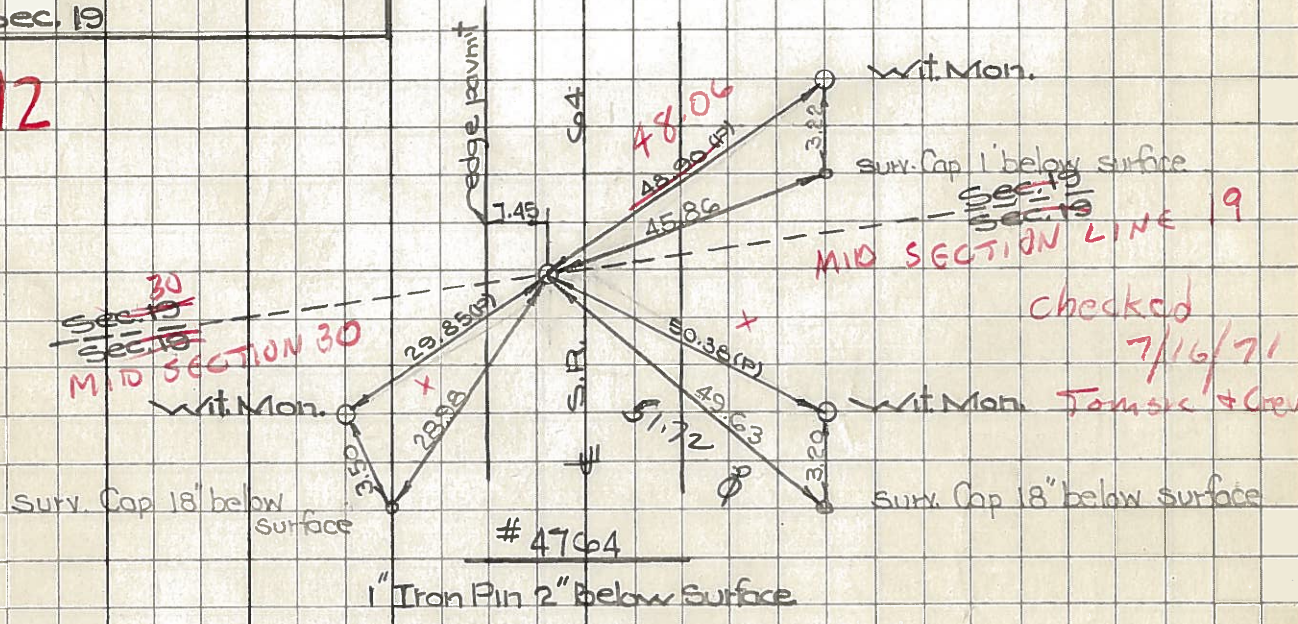 Sec. 19
12
edge pavm't
64
48.06
48.90 (P)
Wit. Mon.
3.22
Surv. Cap 1' below surface
45.86
7.45
Sec. 19
Sec. 19
19
MID SECTION LINE
30
Sec. 19
Sec. 19
MID SECTION 30
checked
7/16/71
Tomsic + Crew
29.85(P)
x
50.38(P)
x
Wit. Mon.
28.98
3.50
S.R.
51.72
49.63
Wit. Mon.
3.20
Surv. Cap 18" below
surface
Surv. Cap 18" below surface
# 4764
1" Iron Pin 2" Below Surface